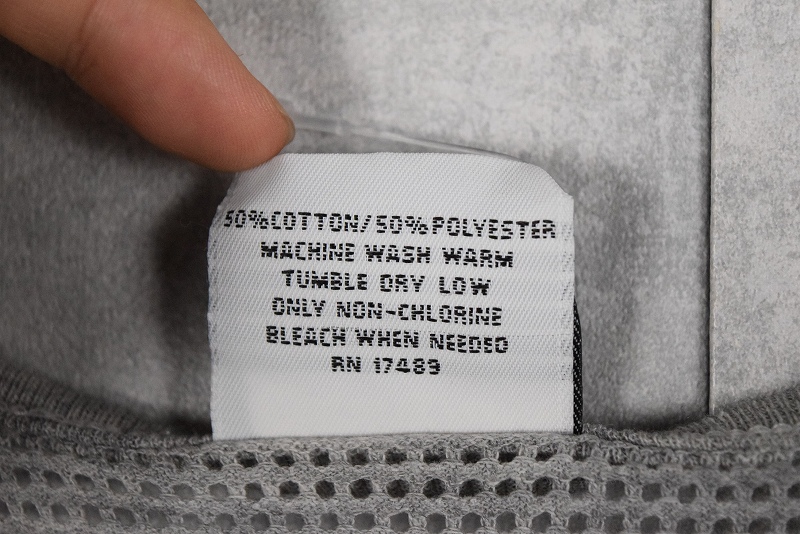 50%COTTON/50%POLYESTER
MACHINE WASH WARM
TUMBLE DRY LOW
ONLY NON-CHLORINE
BLEACH WHEN NEEDED
RN 17489